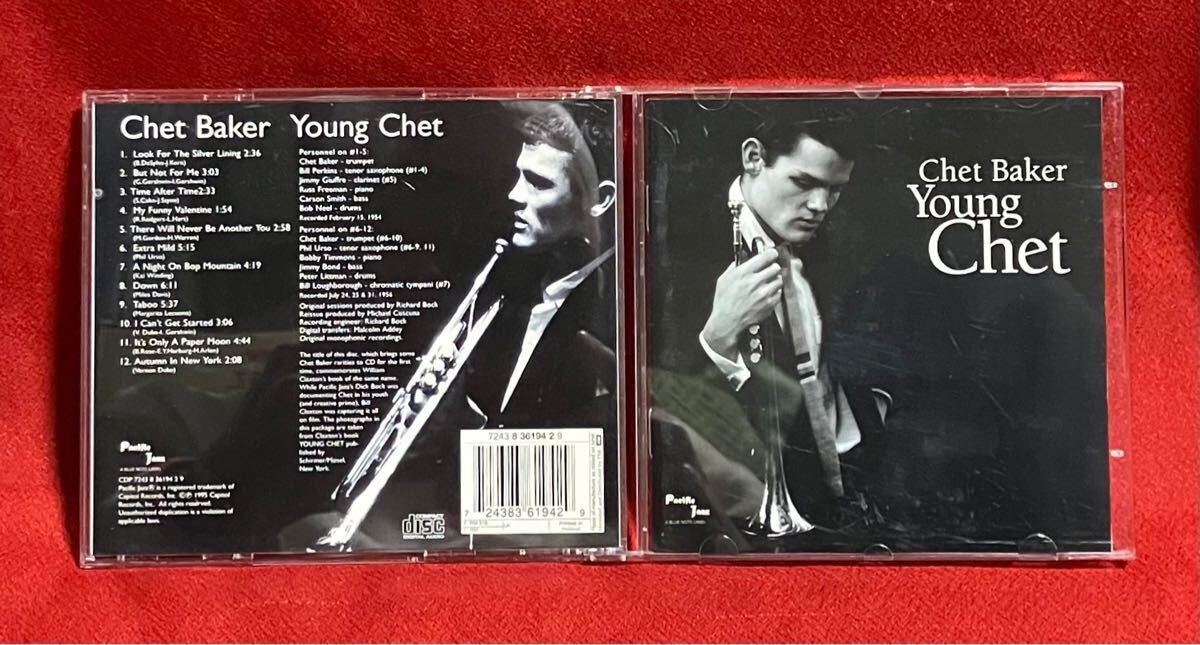 Chet Baker Young Chet
1. Look For The Silver Lining 2:36
(B.DeSylva-J.Kern)
2. But Not For Me 3:03
(G.Gershwin-I.Gershwin)
3. Time After Time2:33
(S.Cahn-J.Styne)
4. My Funny Valentine 1:54
(R.Rodgers-L.Hart)
5. There Will Never Be Another You 2:58
(M.Gordon-H.Warren)
6. Extra Mild 5:15
(Phil Urso)
7. A Night On Bop Mountain 4:19
(Kai Winding)
8. Down 6:11
(Miles Davis)
9. Taboo 5:37
(Margarita Lecuona)
10. I Can't Get Started 3:06
(V. Duke-I. Gershwin)
11. It's Only A Paper Moon 4:44
(B.Rose-E.Y.Harburg-H.Arlen)
12. Autumn In New York 2:08
(Vernon Duke)
Personnel on #1-5:
Chet Baker - trumpet
Bill Perkins - tenor saxophone (#1-4)
Jimmy Giuffre - clarinet (#5)
Russ Freeman - piano
Carson Smith - bass
Bob Neel - drums
Recorded February 15, 1954
Personnel on #6-12:
Chet Baker - trumpet (#6-10)
Phil Urso - tenor saxophone (#6-9, 11)
Bobby Timmons - piano
Jimmy Bond - bass
Peter Littman - drums
Bill Loughborough - chromatic tympani (#7)
Recorded July 24, 25 & 31, 1956
Original sessions produced by Richard Bock
Reissue produced by Michael Cuscuna
Recording engineer: Richard Bock
Digital transfers: Malcolm Addey
Original monophonic recordings.
The title of this disc, which brings some
Chet Baker rarities to CD for the first
time, commemorates William
Claxton's book of the same name.
While Pacific Jazz's Dick Bock was
documenting Chet in his youth
(and creative prime), Bill
Claxton was capturing it all
on film. The photographs in
this package are taken
from Claxton's book
YOUNG CHET pub-
lished by
Schirmer/Mosel,
New York.
Pacific
Jazz
A BLUE NOTE LABEL
CDP 7243 8 36194 2 9
Pacific Jazz® is a registered trademark of
Capitol Records, Inc. ©℗ 1995 Capitol
Records, Inc. All rights reserved.
Unauthorized duplication is a violation of
applicable laws.
COMPACT
disc
DIGITAL AUDIO
7243 8 36194 2 9
7 24383 61942 9
Printed in
Chet Baker
Young
Chet
Pacific
Jazz
A BLUE NOTE LABEL